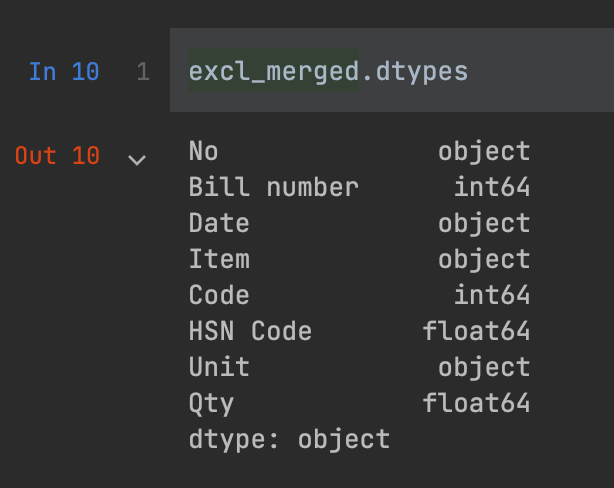 In 10 1 excl_merged.dtypes
Out 10 No object
Bill number int64
Date object
Item object
Code int64
HSN Code float64
Unit object
Qty float64
dtype: object